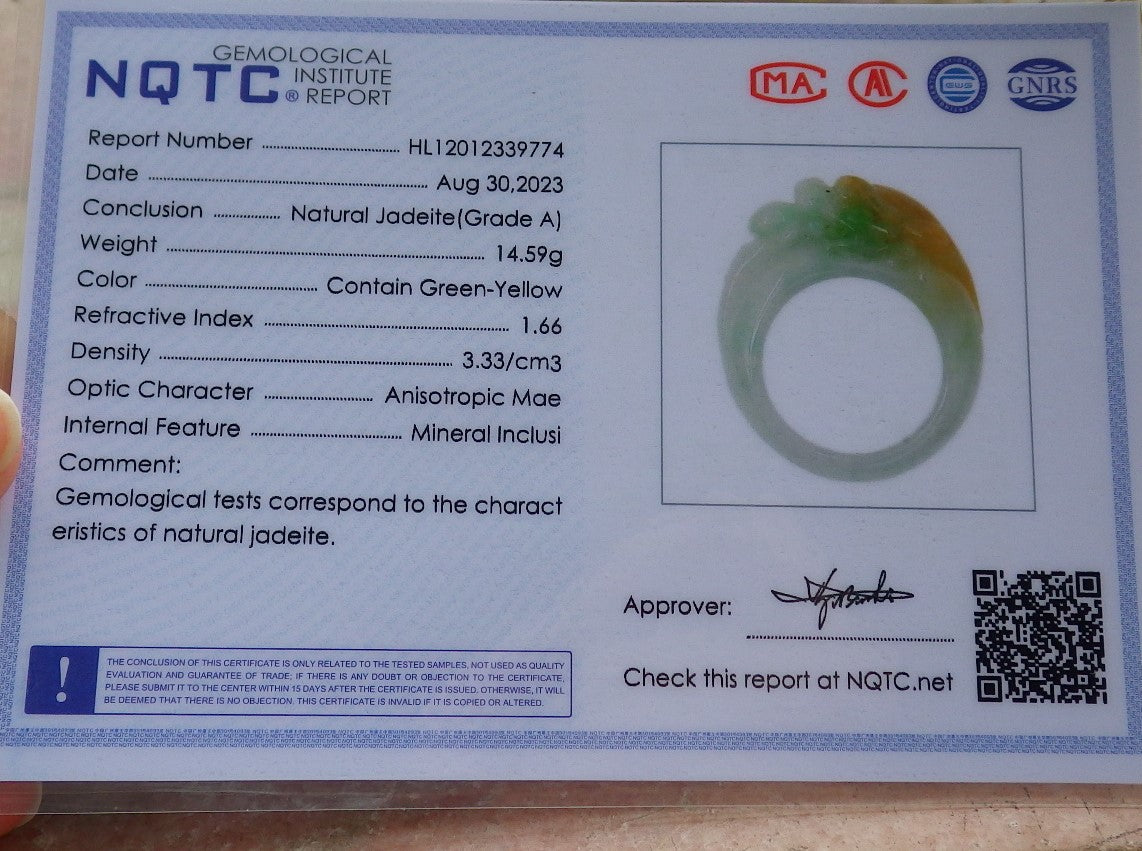 GEMOLOGICAL
NQTC® INSTITUTE
REPORT
MA
GNRS
Report Number HL12012339774
Date Aug 30,2023
Conclusion Natural Jadeite(Grade A)
Weight 14.59g
Color Contain Green-Yellow
Refractive Index 1.66
Density 3.33/cm3
Optic Character Anisotropic Mae
Internal Feature Mineral Inclusi
Comment:
Gemological tests correspond to the charact
eristics of natural jadeite.
Approver:
Check this report at NQTC.net
!
THE CONCLUSION OF THIS CERTIFICATE IS ONLY RELATED TO THE TESTED SAMPLES, NOT USED AS QUALITY
EVALUATION AND GUARANTEE OF TRADE; IF THERE IS ANY DOUBT OR OBJECTION TO THE CERTIFICATE,
PLEASE SUBMIT IT TO THE CENTER WITHIN 15 DAYS AFTER THE CERTIFICATE IS ISSUED, OTHERWISE, IT WILL
BE DEEMED THAT THERE IS NO OBJECTION. THIS CERTIFICATE IS INVALID IF IT IS COPIED OR ALTERED.